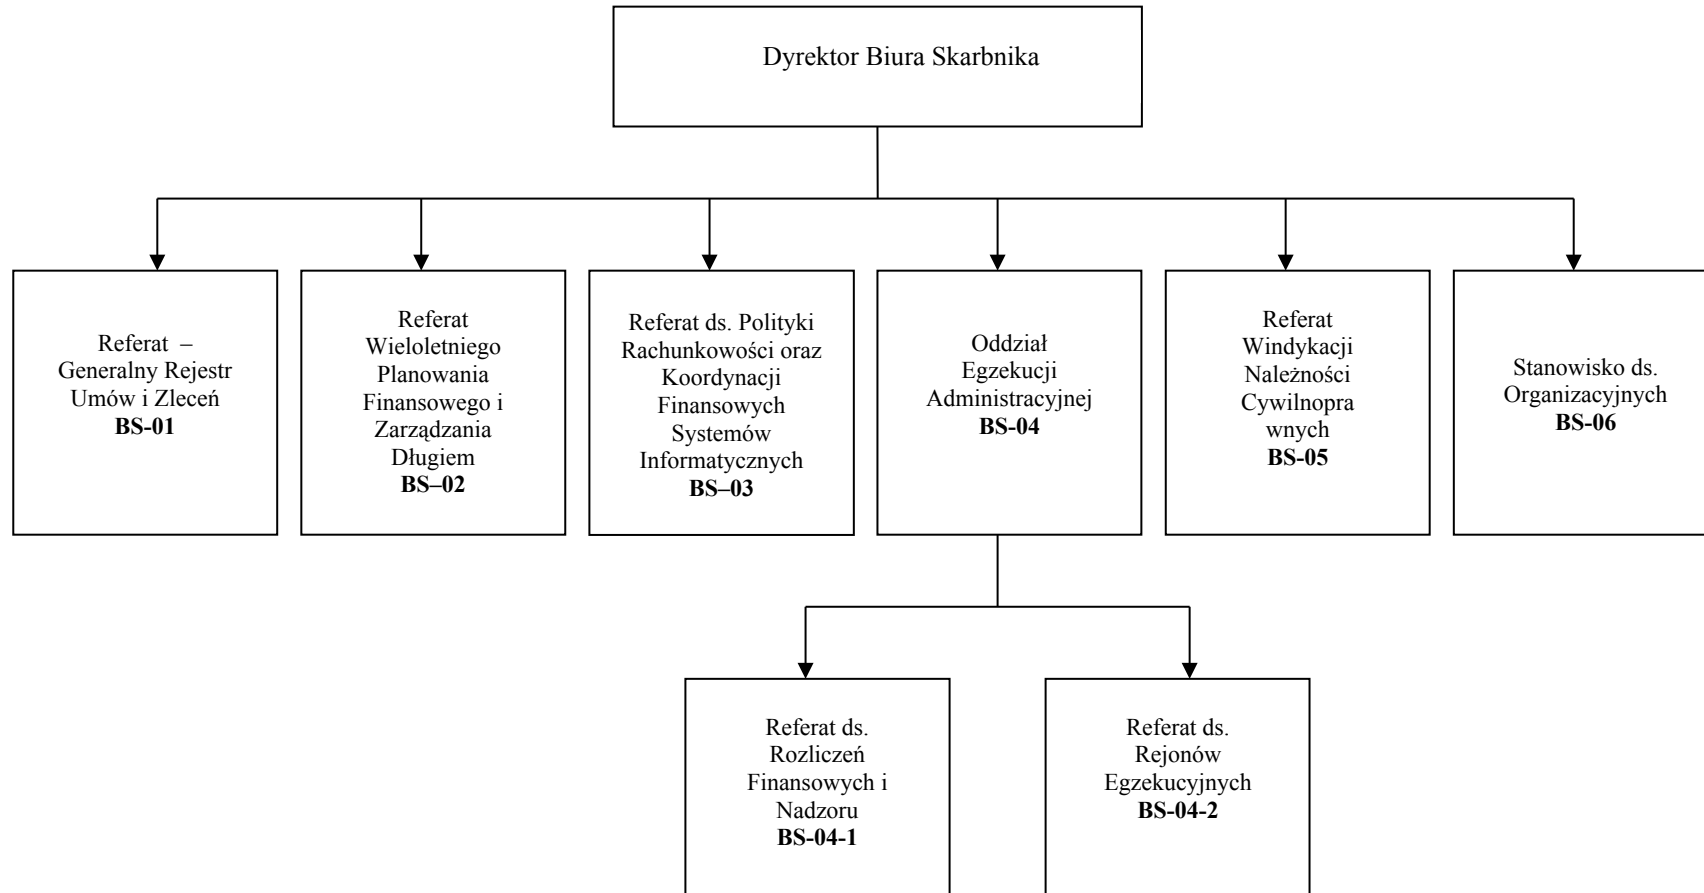 Dyrektor Biura Skarbnika
Referat –
Generalny Rejestr
Umów i Zleceń
BS-01
Referat
Wieloletniego
Planowania
Finansowego i
Zarządzania
Długiem
BS–02
Referat ds. Polityki
Rachunkowości oraz
Koordynacji
Finansowych
Systemów
Informatycznych
BS–03
Oddział
Egzekucji
Administracyjnej
BS-04
Referat
Windykacji
Należności
Cywilnopra
wnych
BS-05
Stanowisko ds.
Organizacyjnych
BS-06
Referat ds.
Rozliczeń
Finansowych i
Nadzoru
BS-04-1
Referat ds.
Rejonów
Egzekucyjnych
BS-04-2